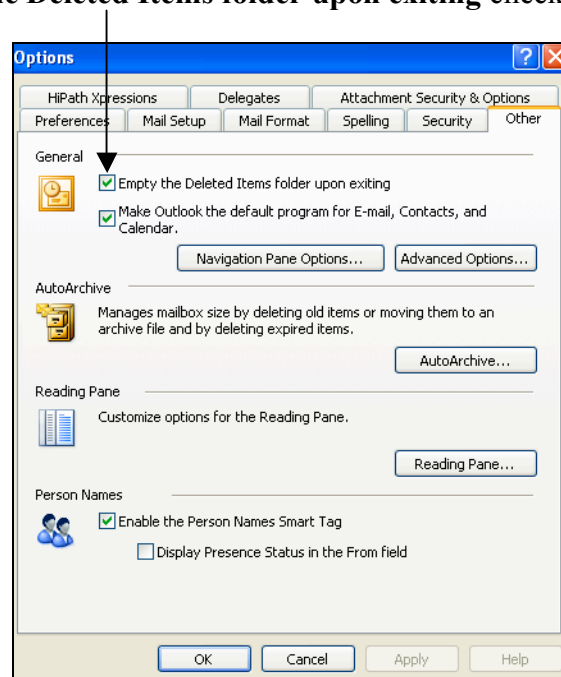 e Deleted Items folder upon exiting check
Options
HiPath Xpressions Delegates Attachment Security & Options
Preferences Mail Setup Mail Format Spelling Security Other
General
Empty the Deleted Items folder upon exiting
Make Outlook the default program for E-mail, Contacts, and
Calendar.
Navigation Pane Options... Advanced Options...
AutoArchive
Manages mailbox size by deleting old items or moving them to an
archive file and by deleting expired items.
AutoArchive...
Reading Pane
Customize options for the Reading Pane.
Reading Pane...
Person Names
Enable the Person Names Smart Tag
Display Presence Status in the From field
OK Cancel Apply Help